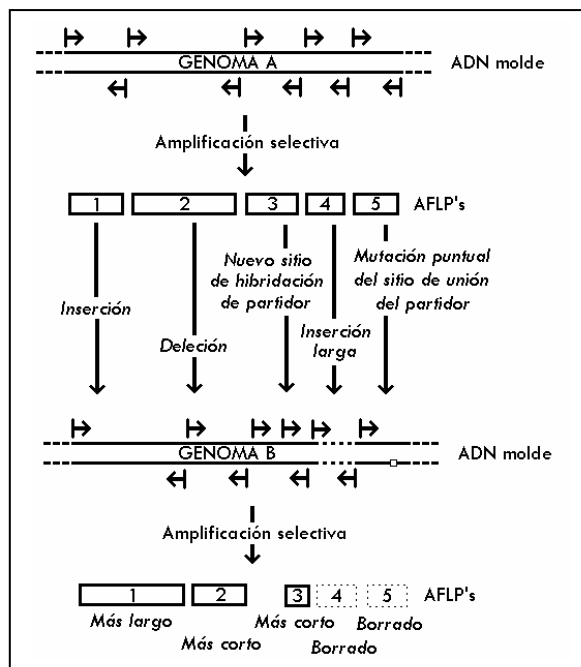 GENOMA A
ADN molde
Amplificación selectiva
1 2 3 4 5 AFLP's
Inserción
Deleción
Nuevo sitio
de hibridación
de partidor
Inserción
larga
Mutación puntual
del sitio de unión
del partidor
GENOMA B
ADN molde
Amplificación selectiva
1 2 3 4 5 AFLP's
Más largo
Más corto
Más corto
Borrado
Borrado